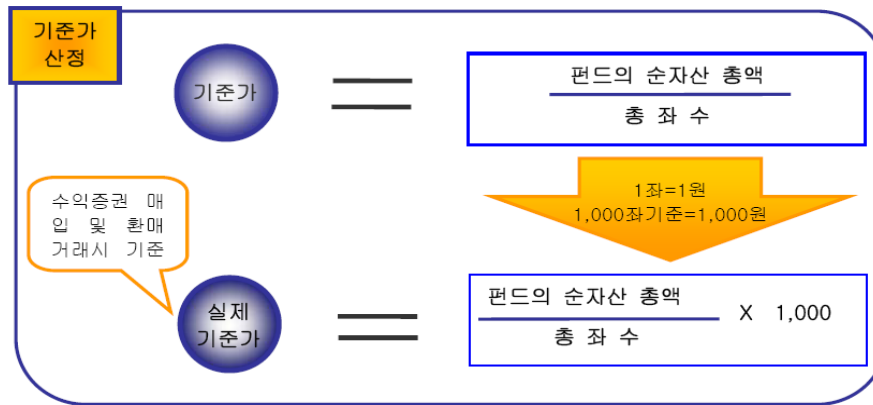 기준가
산정
기준가
펀드의 순자산 총액
총 좌 수
1좌=1원
1,000좌기준=1,000원
수익증권 매
입 및 환매
거래시 기준
실제
기준가
펀드의 순자산 총액
총 좌 수
X 1,000